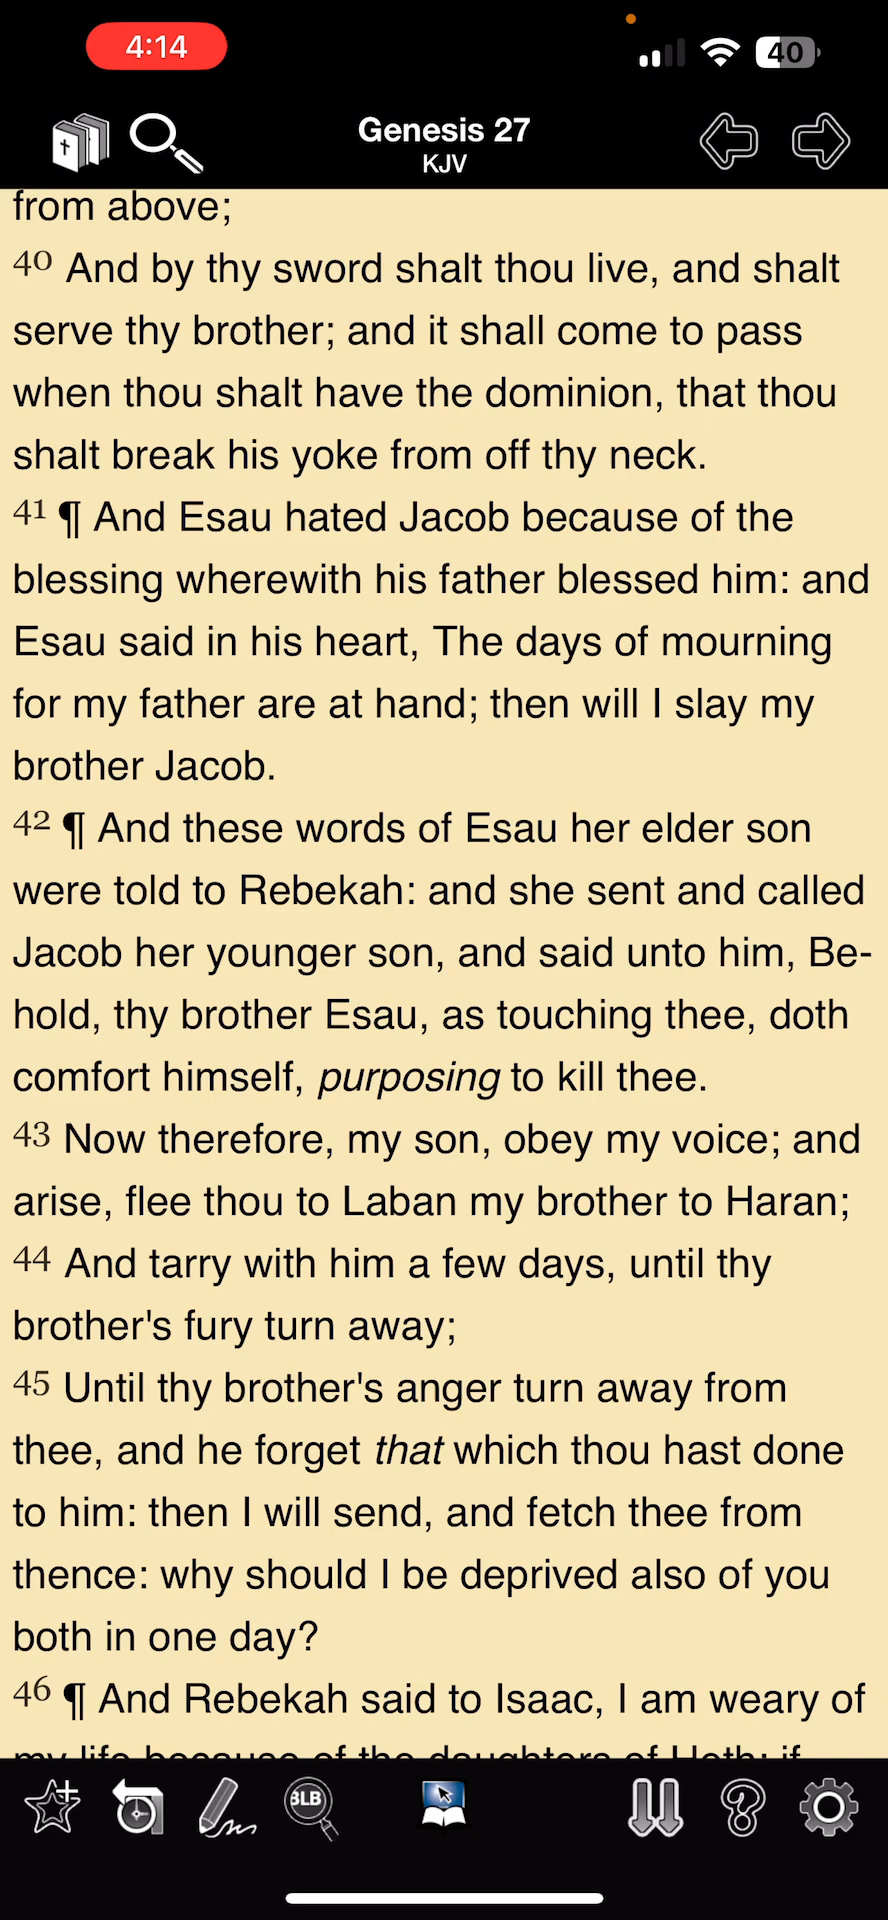 4:14
40
Genesis 27
KJV
from above;
40 And by thy sword shalt thou live, and shalt
serve thy brother; and it shall come to pass
when thou shalt have the dominion, that thou
shalt break his yoke from off thy neck.
41 ¶ And Esau hated Jacob because of the
blessing wherewith his father blessed him: and
Esau said in his heart, The days of mourning
for my father are at hand; then will I slay my
brother Jacob.
42 ¶ And these words of Esau her elder son
were told to Rebekah: and she sent and called
Jacob her younger son, and said unto him, Be-
hold, thy brother Esau, as touching thee, doth
comfort himself, purposing to kill thee.
43 Now therefore, my son, obey my voice; and
arise, flee thou to Laban my brother to Haran;
44 And tarry with him a few days, until thy
brother's fury turn away;
45 Until thy brother's anger turn away from
thee, and he forget that which thou hast done
to him: then I will send, and fetch thee from
thence: why should I be deprived also of you
both in one day?
46 ¶ And Rebekah said to Isaac, I am weary of
my life because of the daughters of Heth: if
BLB